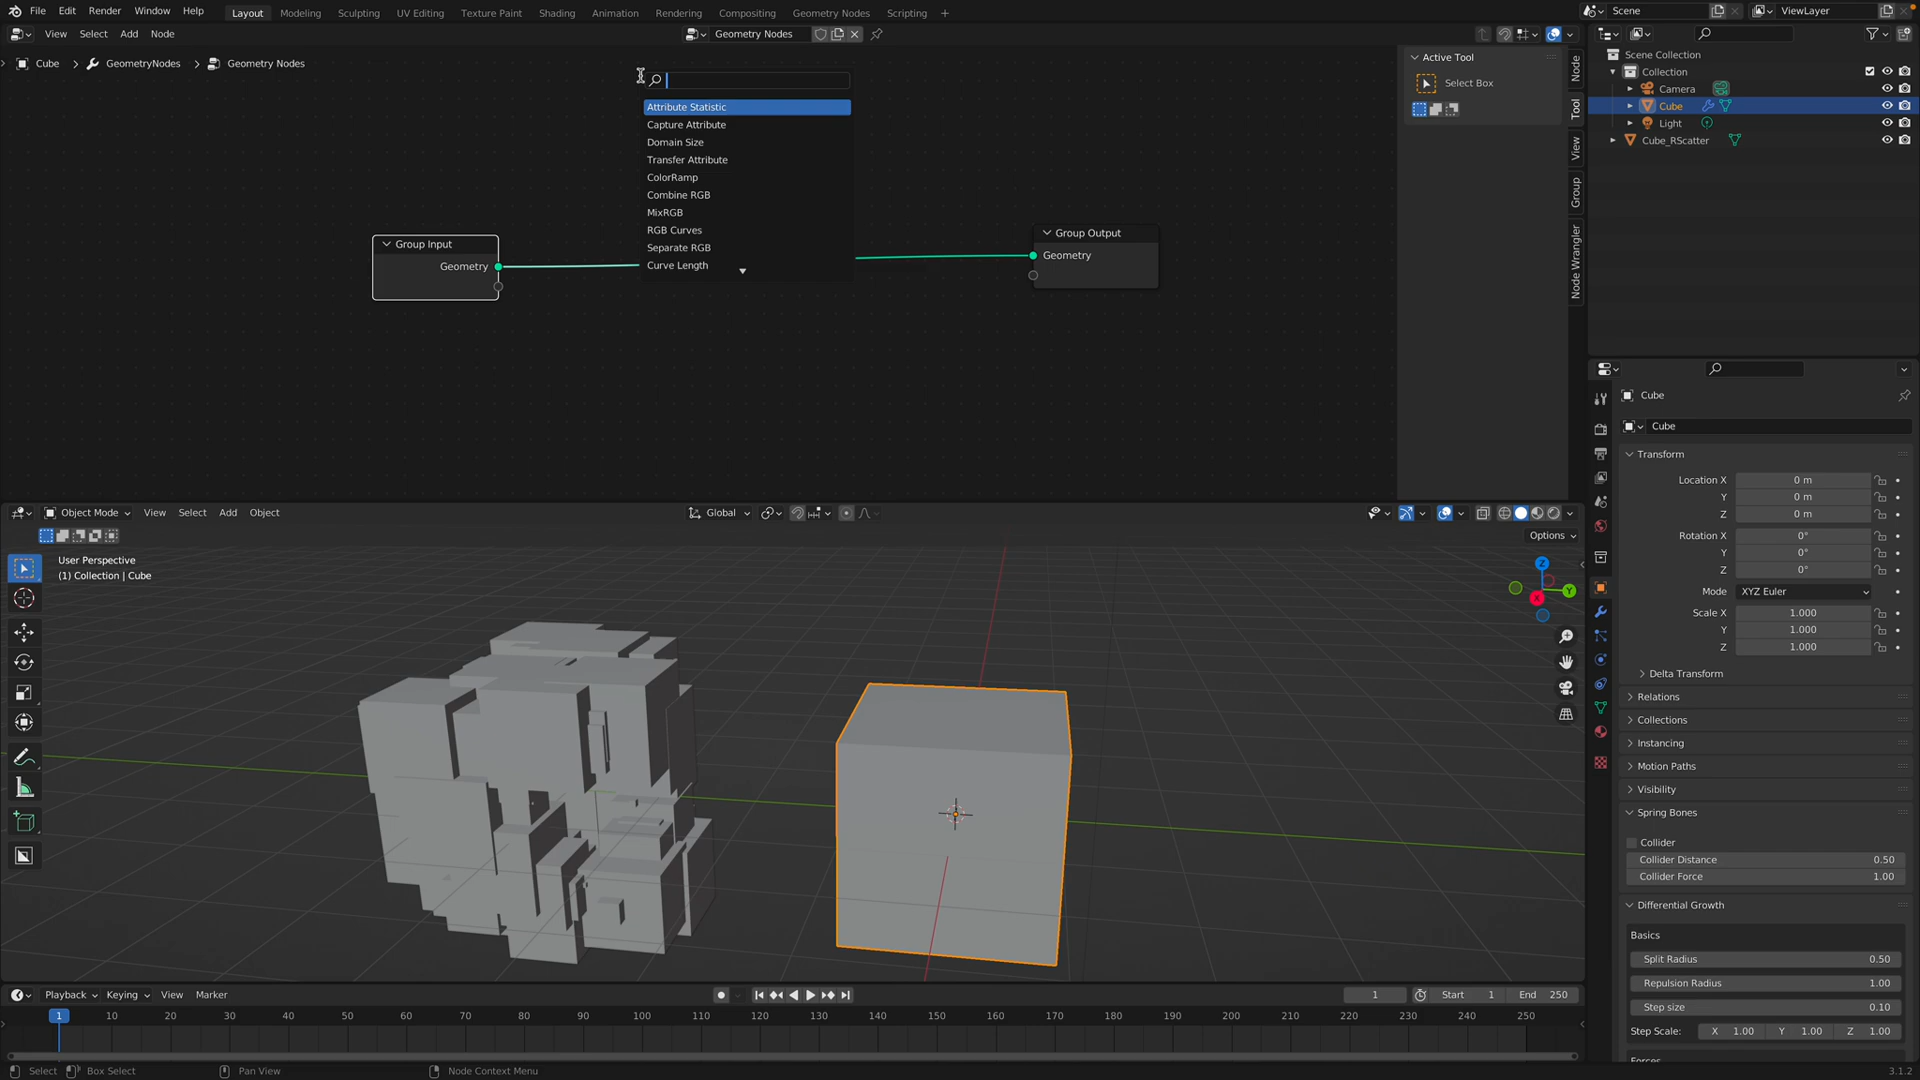 File Edit Render Window Help Layout Modeling Sculpting UV Editing Texture Paint Shading Animation Rendering Compositing Geometry Nodes Scripting + Scene ViewLayer
View Select Add Node Geometry Nodes
Cube > GeometryNodes > Geometry Nodes
Attribute Statistic
Capture Attribute
Domain Size
Transfer Attribute
ColorRamp
Combine RGB
MixRGB
RGB Curves
Separate RGB
Curve Length
Group Input
Geometry
Group Output
Geometry
Active Tool
Select Box
Node
Tool
View
Group
Node Wrangler
Scene Collection
Collection
Camera
Cube
Light
Cube_RScatter
Object Mode View Select Add Object Global
Options
User Perspective
(1) Collection | Cube
Z
Y
X
Cube
Cube
Transform
Location X 0 m
Y 0 m
Z 0 m
Rotation X 0°
Y 0°
Z 0°
Mode XYZ Euler
Scale X 1.000
Y 1.000
Z 1.000
Delta Transform
Relations
Collections
Instancing
Motion Paths
Visibility
Spring Bones
Collider
Collider Distance 0.50
Collider Force 1.00
Differential Growth
Basics
Split Radius 0.50
Repulsion Radius 1.00
Step size 0.10
Step Scale: X 1.00 Y 1.00 Z 1.00
Playback Keying View Marker 1 Start 1 End 250
1 10 20 30 40 50 60 70 80 90 100 110 120 130 140 150 160 170 180 190 200 210 220 230 240 250
Select Box Select Pan View Node Context Menu 3.1.2